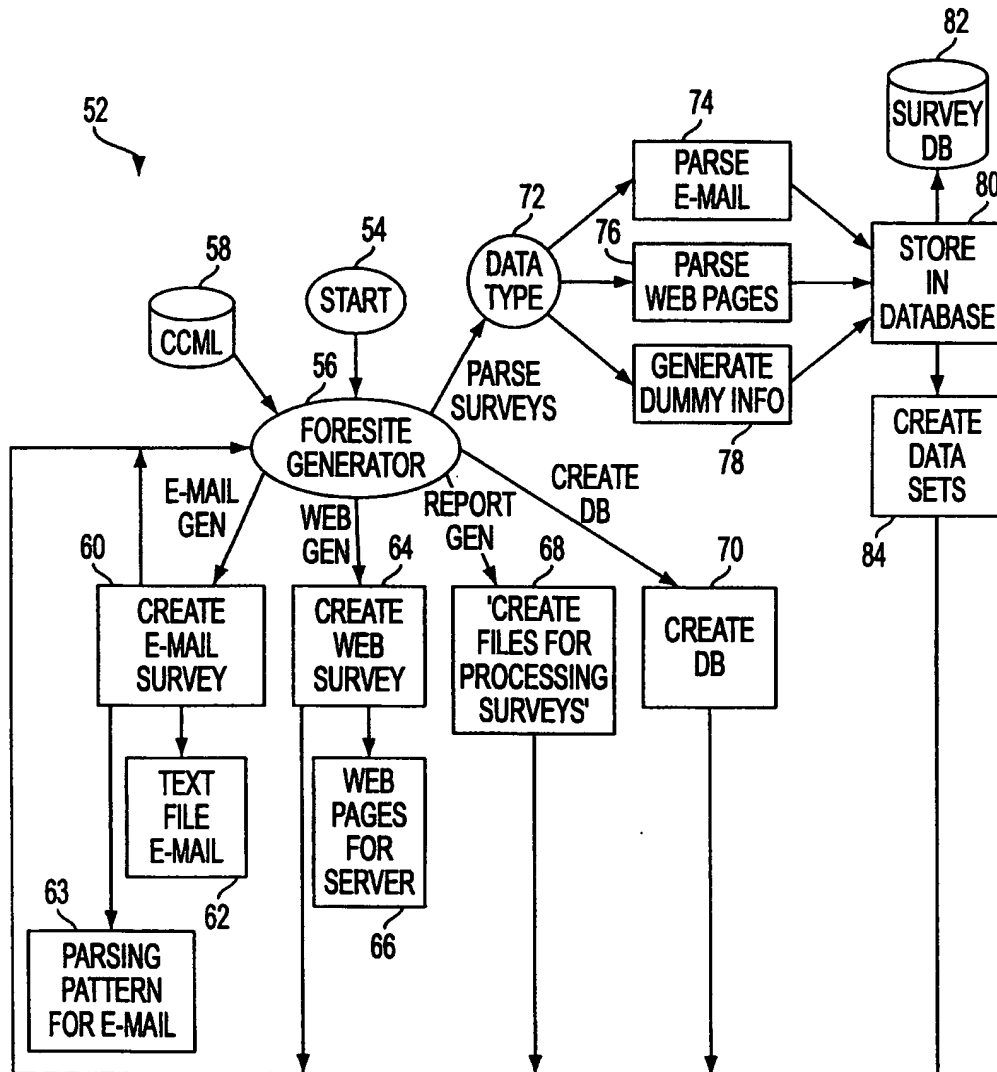 82
SURVEY
DB
52
74
PARSE
E-MAIL
80
STORE
IN
DATABASE
72
DATA
TYPE
76
PARSE
WEB PAGES
54
START
58
CCML
GENERATE
DUMMY INFO
78
PARSE
SURVEYS
56
FORESITE
GENERATOR
CREATE
DATA
SETS
84
E-MAIL
GEN
WEB
GEN
REPORT
GEN
CREATE
DB
60
CREATE
E-MAIL
SURVEY
64
CREATE
WEB
SURVEY
68
'CREATE
FILES FOR
PROCESSING
SURVEYS'
70
CREATE
DB
TEXT
FILE
E-MAIL
62
WEB
PAGES
FOR
SERVER
66
63
PARSING
PATTERN
FOR E-MAIL